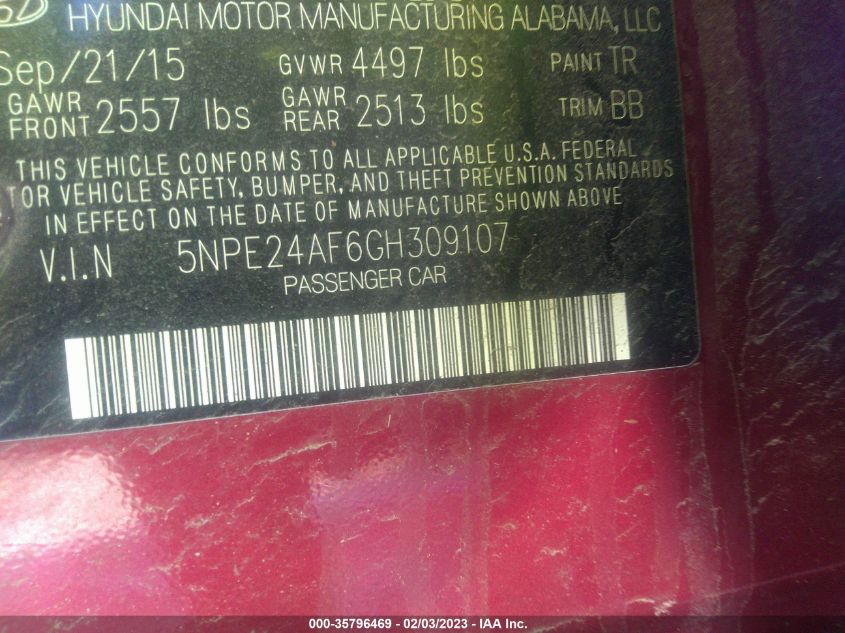 HYUNDAI MOTOR MANUFACTURING ALABAMA, LLC
Sep/21/15 GVWR 4497 lbs PAINT TR
GAWR FRONT 2557 lbs GAWR REAR 2513 lbs TRIM BB
THIS VEHICLE CONFORMS TO ALL APPLICABLE U.S.A. FEDERAL
TOR VEHICLE SAFETY, BUMPER, AND THEFT PREVENTION STANDARDS
IN EFFECT ON THE DATE OF MANUFACTURE SHOWN ABOVE
V.I.N 5NPE24AF6GH309107
PASSENGER CAR
000-35796469 - 02/03/2023 - IAA Inc.